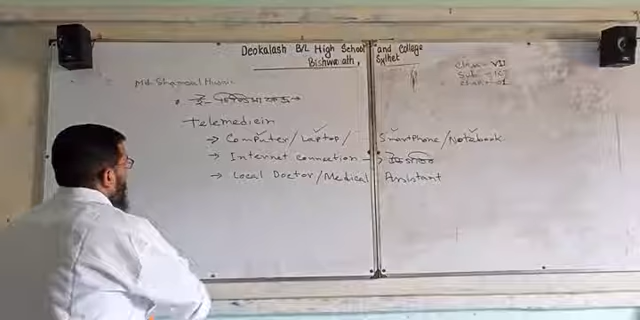 Deokalash B/L High School and College
Bishwanath, Sylhet
Class - VII
Sub - ICT
Md. Shamsul Huda
Telemediein
→ Computer/Laptop/Smartphone/Notebook
→ Internet connection →
→ Local Doctor/Medical Assistant